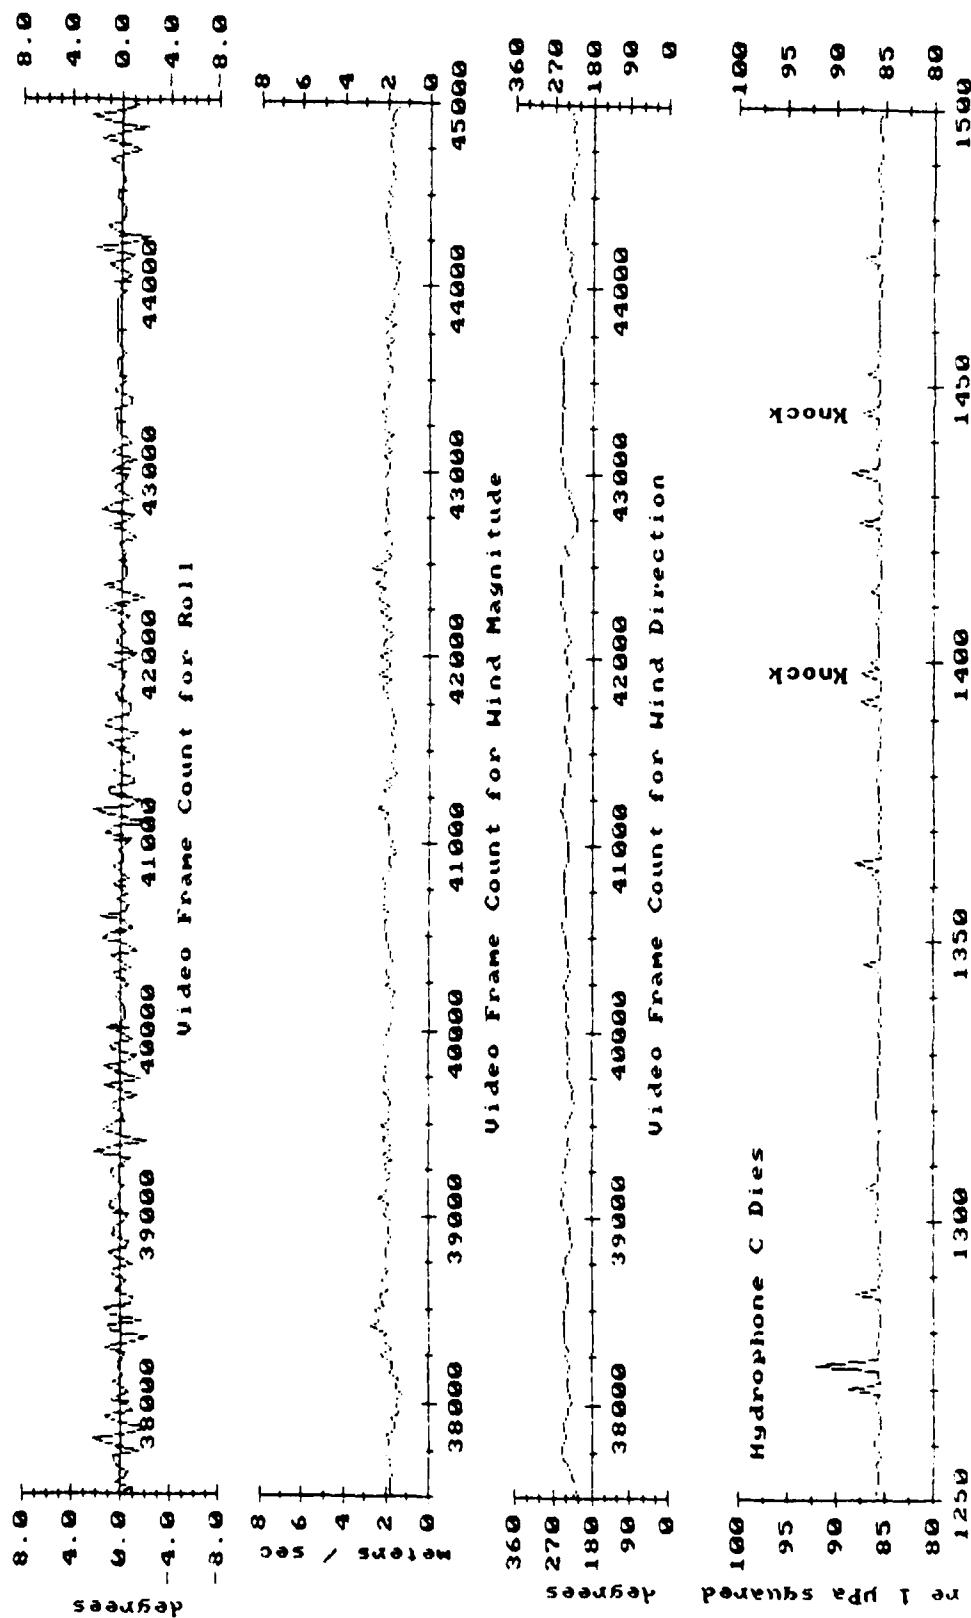 8.0
4.0
0.0
-4.0
-8.0
degrees
8.0
4.0
0.0
-4.0
-8.0
38000 39000 40000 41000 42000 43000 44000
Video Frame Count for Roll
8
6
4
2
0
meters / sec
8
6
4
2
0
38000 39000 40000 41000 42000 43000 44000 45000
Video Frame Count for Wind Magnitude
360
270
180
90
0
degrees
360
270
180
90
0
38000 39000 40000 41000 42000 43000 44000
Video Frame Count for Wind Direction
100
95
90
85
80
re 1 µPa squared
100
95
90
85
80
Hydrophone C Dies
Knock
Knock
1250 1300 1350 1400 1450 1500